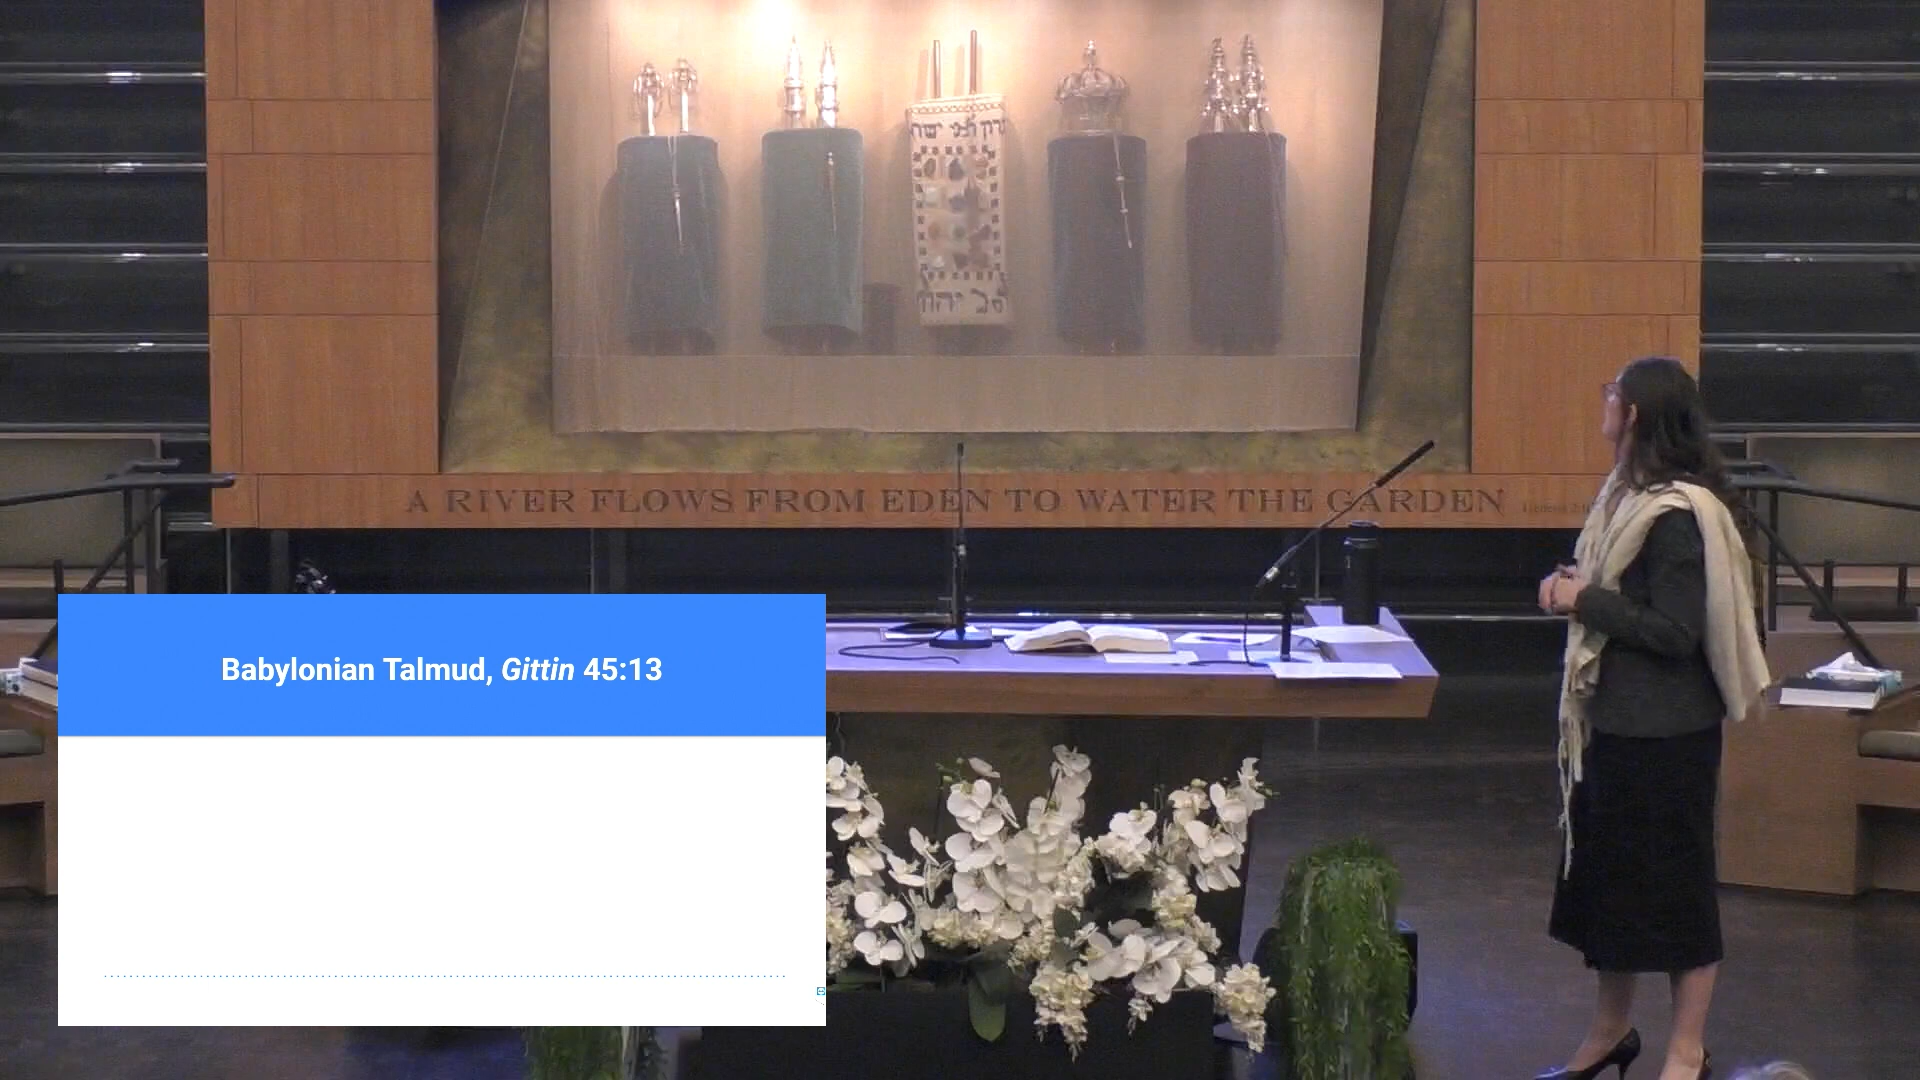 A RIVER FLOWS FROM EDEN TO WATER THE GARDEN
Babylonian Talmud, Gittin 45:13